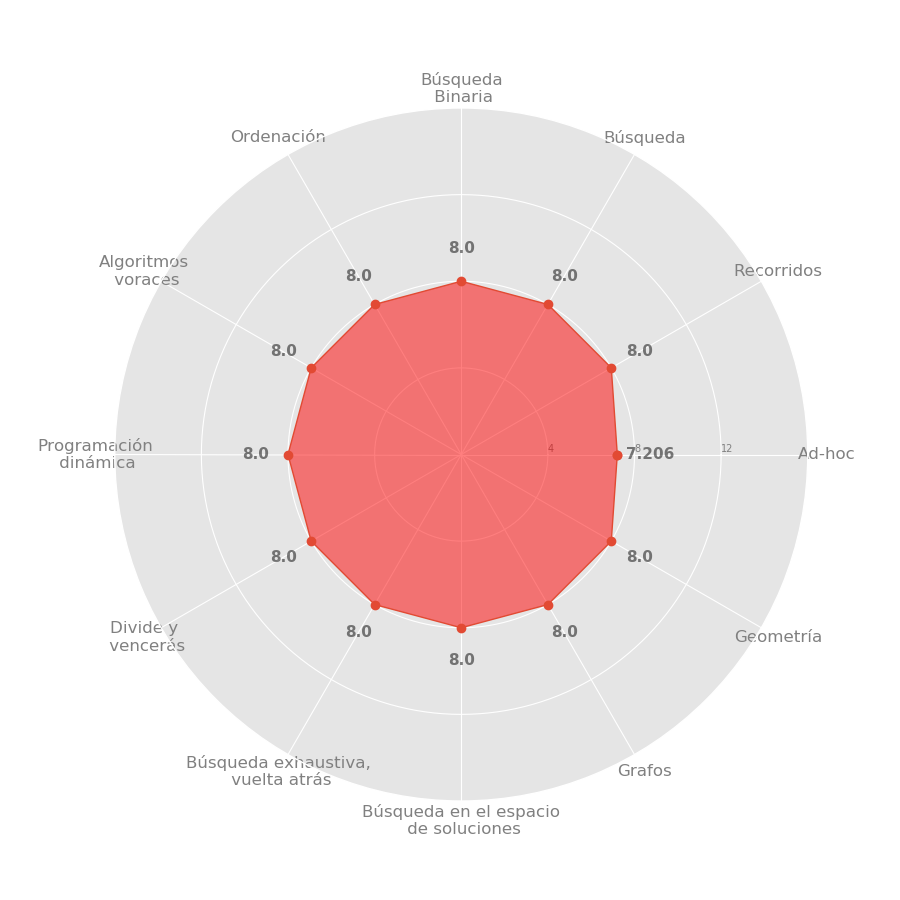 Búsqueda
Binaria
Ordenación
Búsqueda
8.0
Algoritmos
voraces
8.0
8.0
Recorridos
8.0
8.0
Programación
dinámica
8.0
4
8
7.206
12
Ad-hoc
8.0
8.0
Divide y
vencerás
8.0
8.0
Geometría
8.0
Búsqueda exhaustiva,
vuelta atrás
Grafos
Búsqueda en el espacio
de soluciones